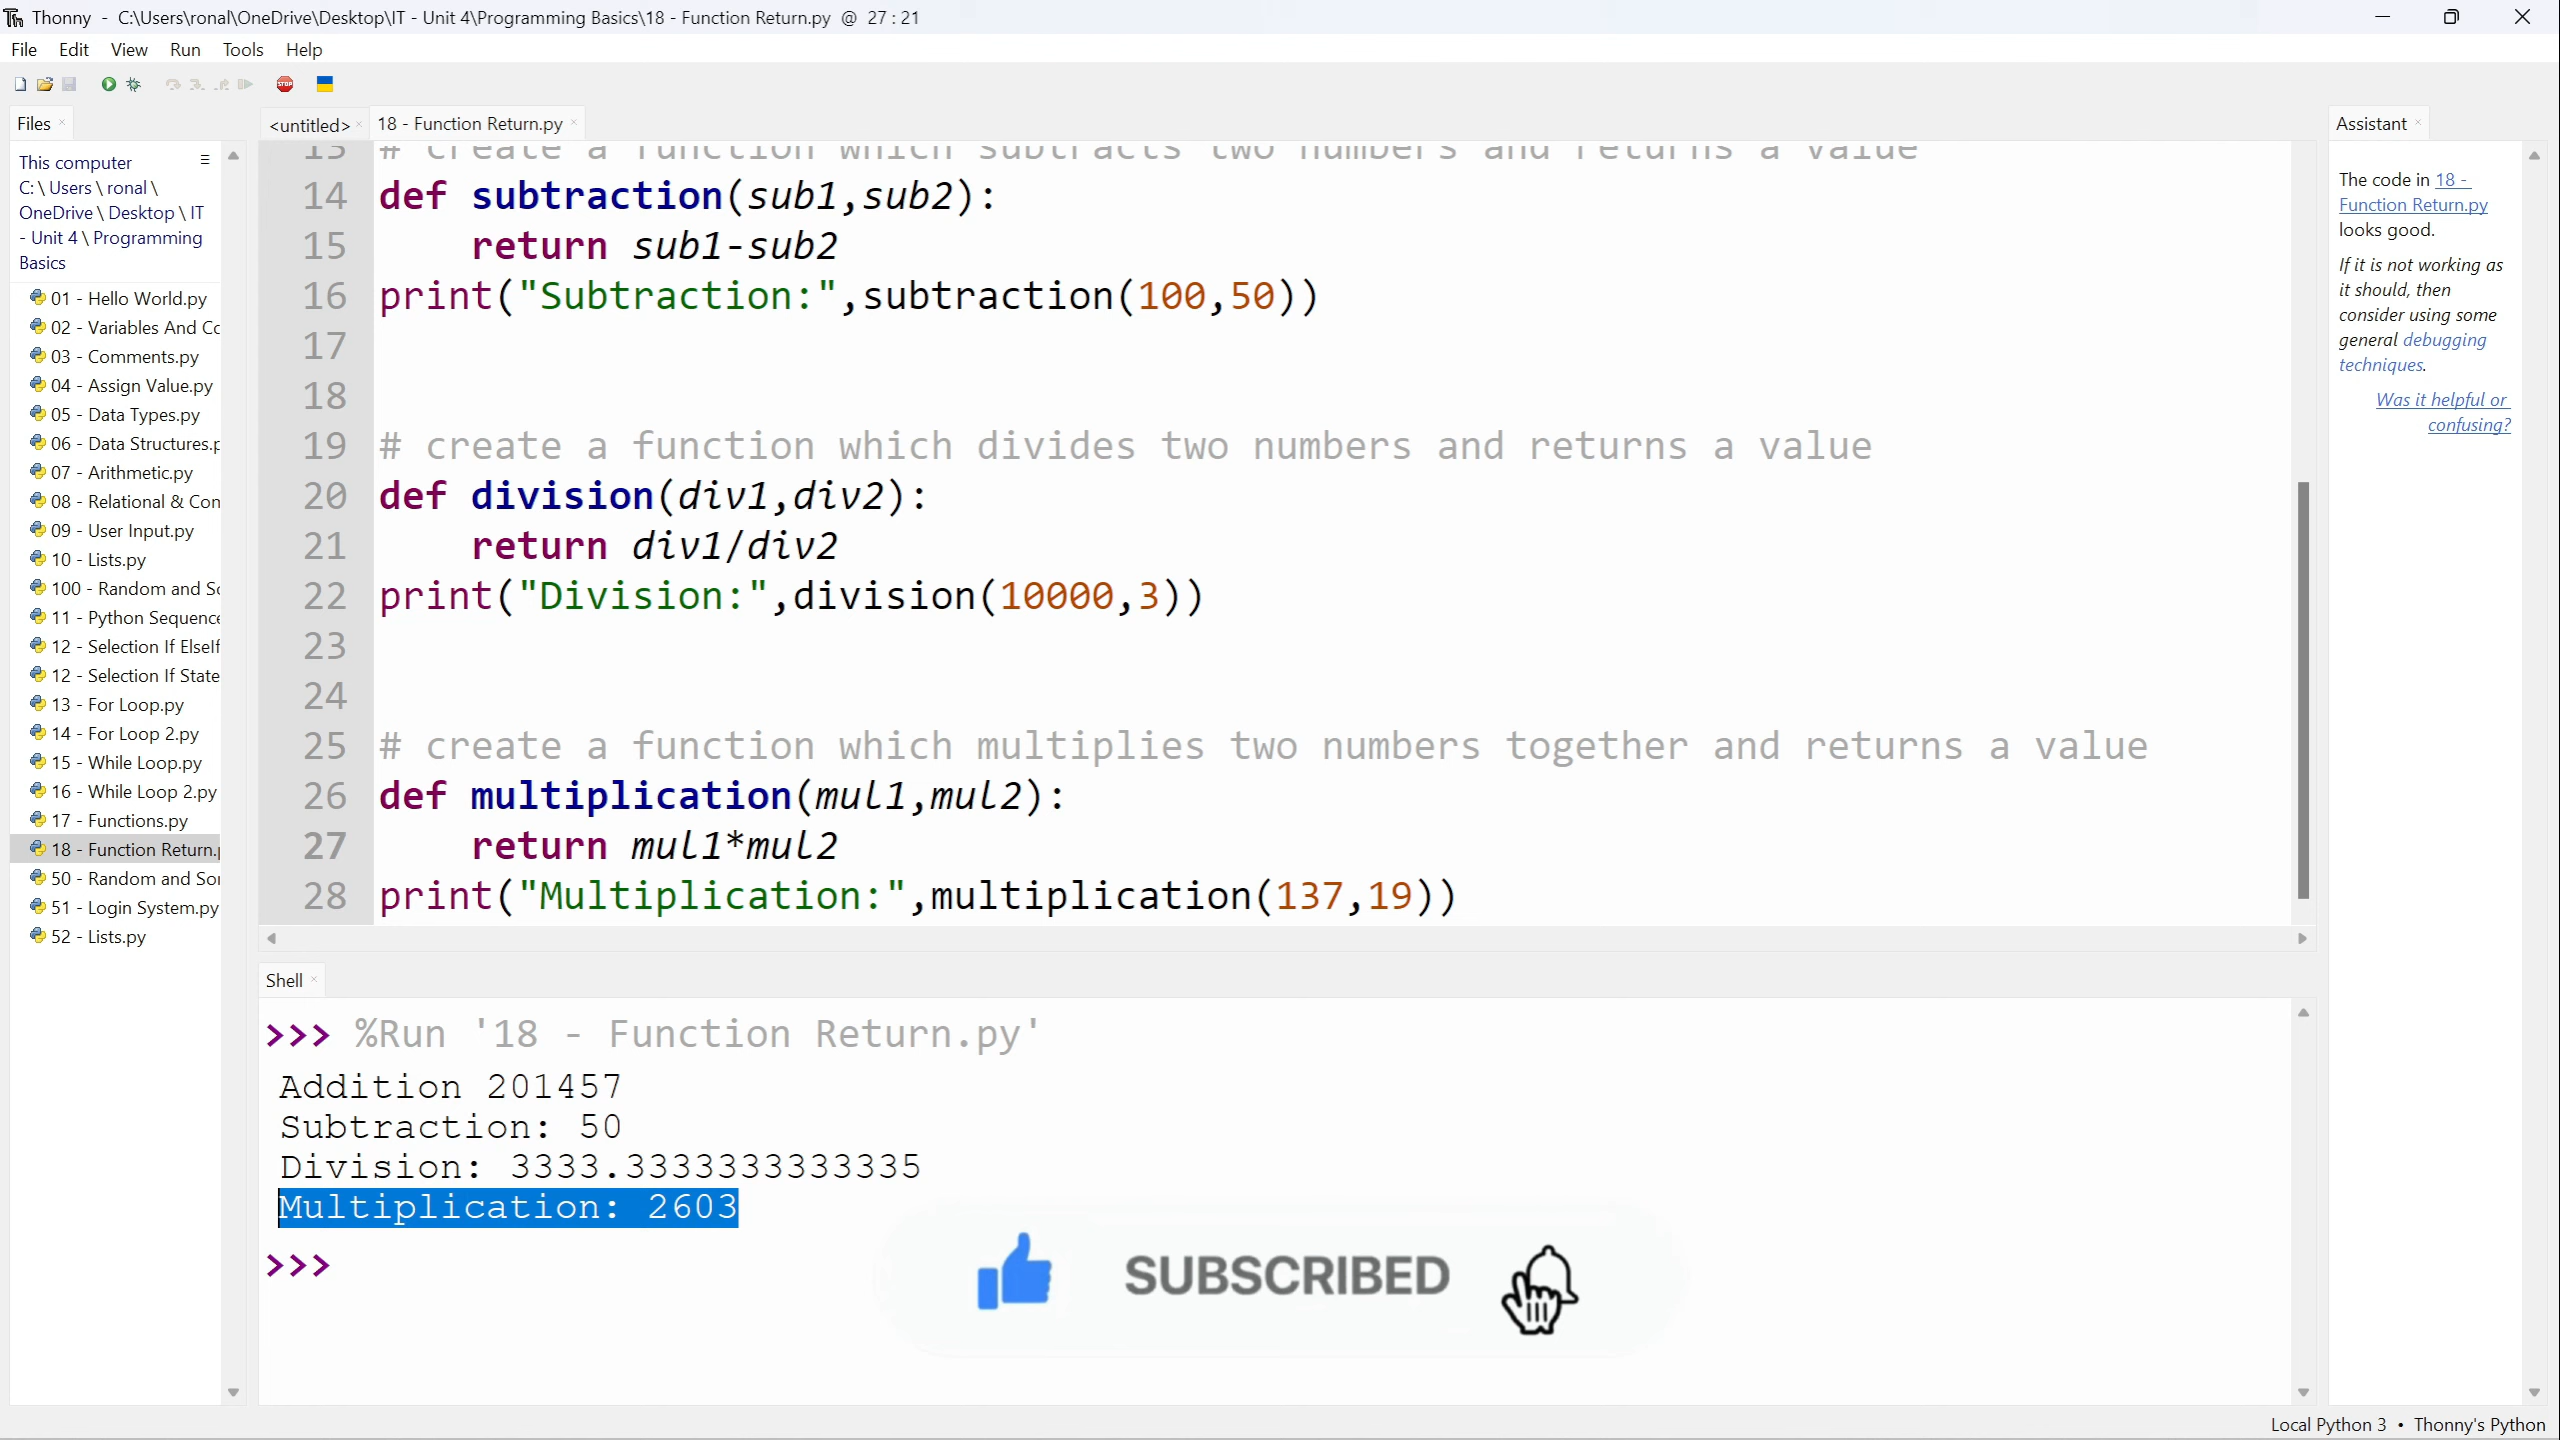 Thonny - C:\Users\ronal\OneDrive\Desktop\IT - Unit 4\Programming Basics\18 - Function Return.py @ 27 : 21
File Edit View Run Tools Help
Files
This computer
C: \ Users \ ronal \
OneDrive \ Desktop \ IT
- Unit 4 \ Programming
Basics
01 - Hello World.py
02 - Variables And Co
03 - Comments.py
04 - Assign Value.py
05 - Data Types.py
06 - Data Structures.p
07 - Arithmetic.py
08 - Relational & Con
09 - User Input.py
10 - Lists.py
100 - Random and So
11 - Python Sequence
12 - Selection If ElseIf
12 - Selection If State
13 - For Loop.py
14 - For Loop 2.py
15 - While Loop.py
16 - While Loop 2.py
17 - Functions.py
18 - Function Return.p
50 - Random and Sor
51 - Login System.py
52 - Lists.py
<untitled> 18 - Function Return.py
13 # create a function which subtracts two numbers and returns a value
14 def subtraction(sub1,sub2):
15     return sub1-sub2
16 print("Subtraction:",subtraction(100,50))
17
18
19 # create a function which divides two numbers and returns a value
20 def division(div1,div2):
21     return div1/div2
22 print("Division:",division(10000,3))
23
24
25 # create a function which multiplies two numbers together and returns a value
26 def multiplication(mul1,mul2):
27     return mul1*mul2
28 print("Multiplication:",multiplication(137,19))
Shell
>>> %Run '18 - Function Return.py'
Addition 201457
Subtraction: 50
Division: 3333.3333333333335
Multiplication: 2603
>>>
SUBSCRIBED
Assistant
The code in 18 -
Function Return.py
looks good.
If it is not working as
it should, then
consider using some
general debugging
techniques.
Was it helpful or
confusing?
Local Python 3 • Thonny's Python